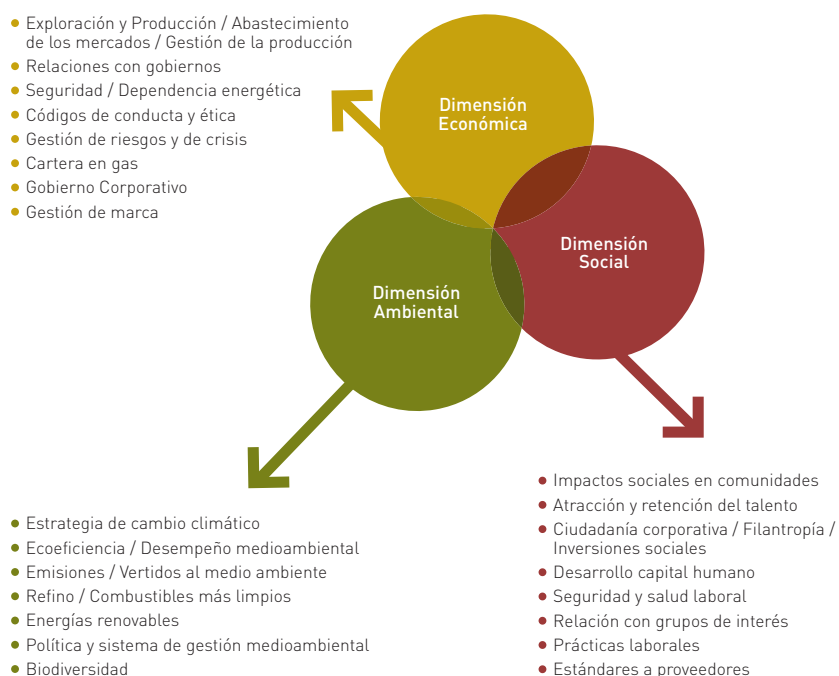 • Exploración y Producción / Abastecimiento
de los mercados / Gestión de la producción
• Relaciones con gobiernos
• Seguridad / Dependencia energética
• Códigos de conducta y ética
• Gestión de riesgos y de crisis
• Cartera en gas
• Gobierno Corporativo
• Gestión de marca
Dimensión
Económica
Dimensión
Social
Dimensión
Ambiental
• Estrategia de cambio climático
• Ecoeficiencia / Desempeño medioambiental
• Emisiones / Vertidos al medio ambiente
• Refino / Combustibles más limpios
• Energías renovables
• Política y sistema de gestión medioambiental
• Biodiversidad
• Impactos sociales en comunidades
• Atracción y retención del talento
• Ciudadanía corporativa / Filantropía /
Inversiones sociales
• Desarrollo capital humano
• Seguridad y salud laboral
• Relación con grupos de interés
• Prácticas laborales
• Estándares a proveedores